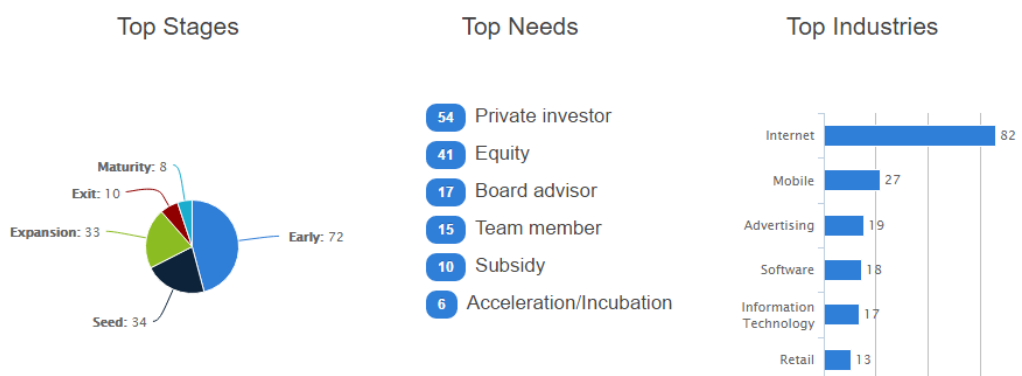 Top Stages
Maturity: 8
Exit: 10
Expansion: 33
Early: 72
Seed: 34
Top Needs
54 Private investor
41 Equity
17 Board advisor
15 Team member
10 Subsidy
6 Acceleration/Incubation
Top Industries
Internet 82
Mobile 27
Advertising 19
Software 18
Information
Technology 17
Retail 13